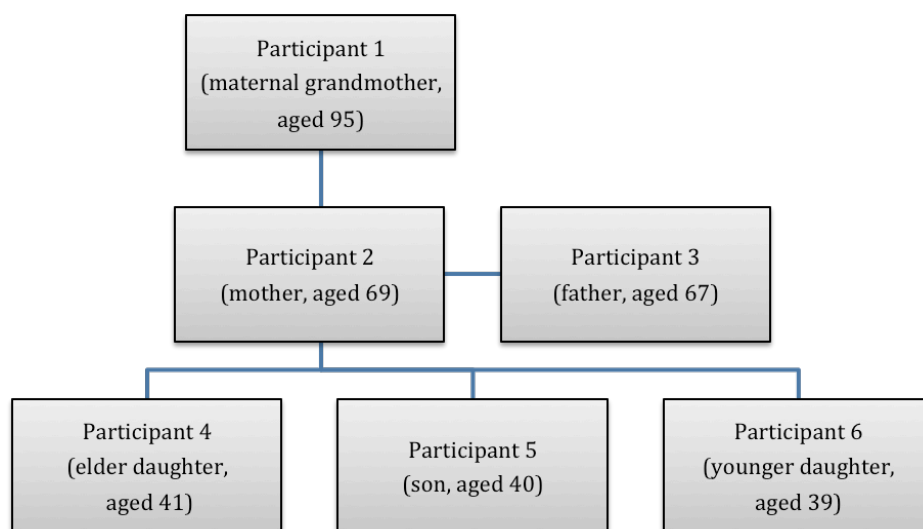 Participant 1
(maternal grandmother,
aged 95)
Participant 2
(mother, aged 69)
Participant 3
(father, aged 67)
Participant 4
(elder daughter,
aged 41)
Participant 5
(son, aged 40)
Participant 6
(younger daughter,
aged 39)